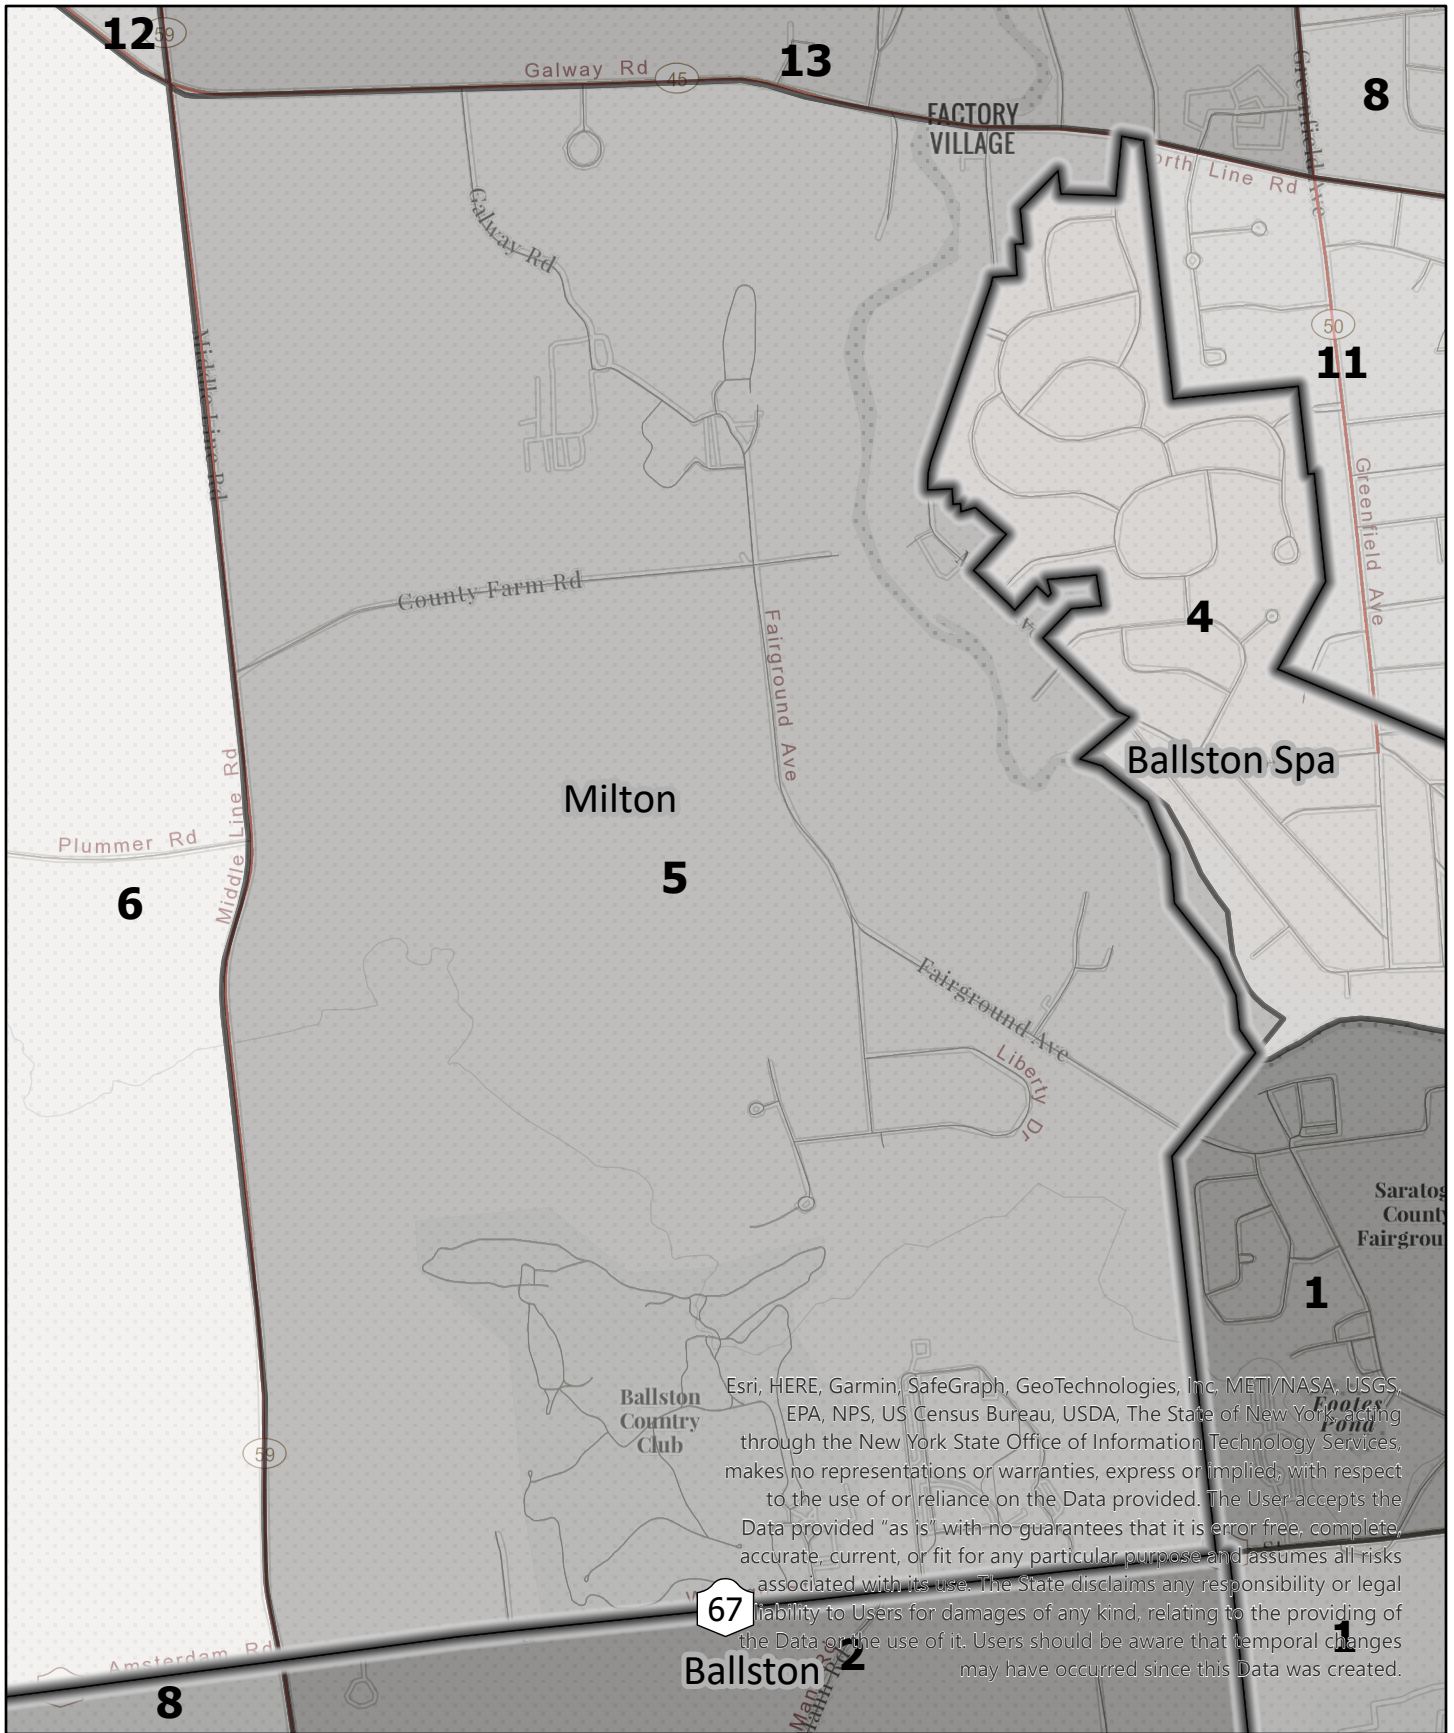 12
59
13
Galway Rd
45
8
FACTORY
VILLAGE
Greenfield Ave
orth Line Rd
Galway Rd
50
11
Middle Line Rd
Greenfield Ave
County Farm Rd
4
Fairground Ave
Ballston Spa
Milton
Middle Line Rd
Plummer Rd
5
6
Fairground Ave
Liberty Dr
Saratog
County
Fairgrou
1
Ballston
Country
Club
Footes
Pond
59
Esri, HERE, Garmin, SafeGraph, GeoTechnologies, Inc, METI/NASA, USGS,
EPA, NPS, US Census Bureau, USDA, The State of New York, acting
through the New York State Office of Information Technology Services,
makes no representations or warranties, express or implied, with respect
to the use of or reliance on the Data provided. The User accepts the
Data provided “as is” with no guarantees that it is error free, complete,
accurate, current, or fit for any particular purpose and assumes all risks
associated with its use. The State disclaims any responsibility or legal
liability to Users for damages of any kind, relating to the providing of
the Data or the use of it. Users should be aware that temporal changes
may have occurred since this Data was created.
67
1
Amsterdam Rd
2
Ballston
Mann Rd
8